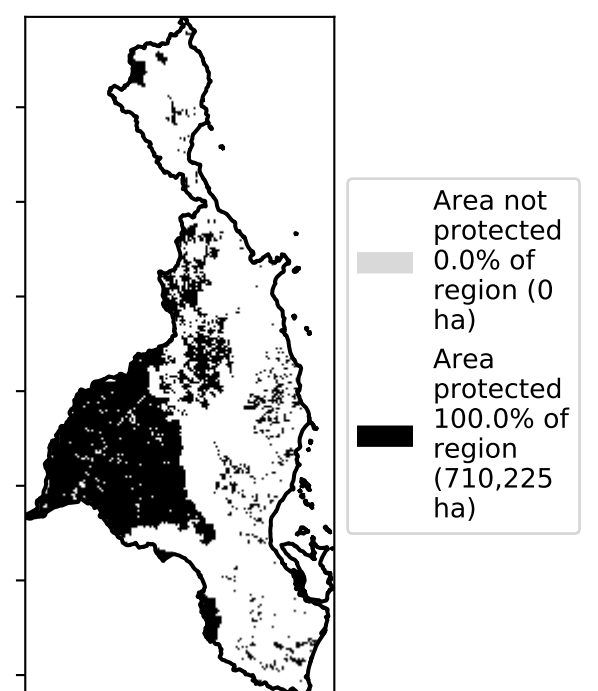 Area not
protected
0.0% of
region (0
ha)
Area
protected
100.0% of
region
(710,225
ha)